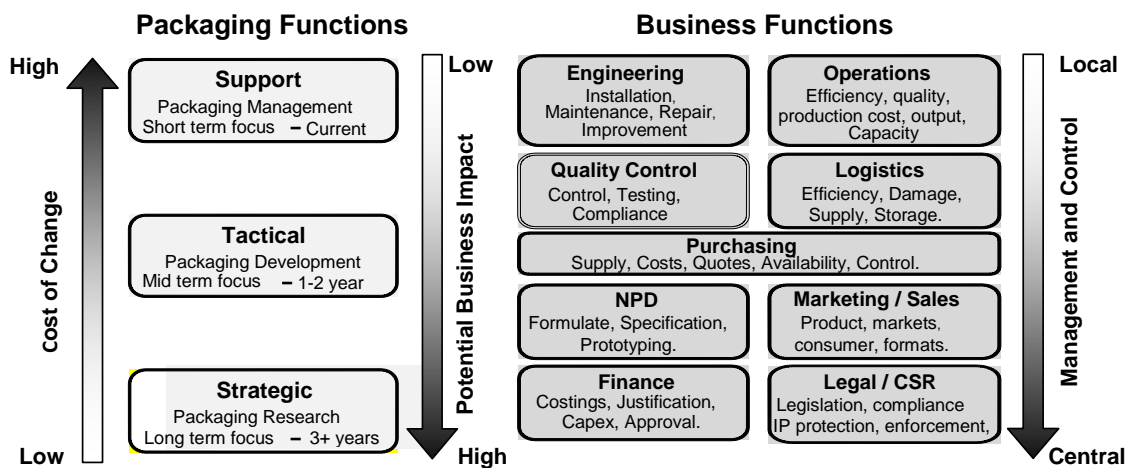 Packaging Functions
Business Functions
High
Cost of Change
Low
Support
Packaging Management
Short term focus – Current
Tactical
Packaging Development
Mid term focus – 1-2 year
Strategic
Packaging Research
Long term focus – 3+ years
Low
Potential Business Impact
High
Engineering
Installation,
Maintenance, Repair,
Improvement
Operations
Efficiency, quality,
production cost, output,
Capacity
Quality Control
Control, Testing,
Compliance
Logistics
Efficiency, Damage,
Supply, Storage.
Purchasing
Supply, Costs, Quotes, Availability, Control.
NPD
Formulate, Specification,
Prototyping.
Marketing / Sales
Product, markets,
consumer, formats.
Finance
Costings, Justification,
Capex, Approval.
Legal / CSR
Legislation, compliance
IP protection, enforcement,
Local
Management and Control
Central